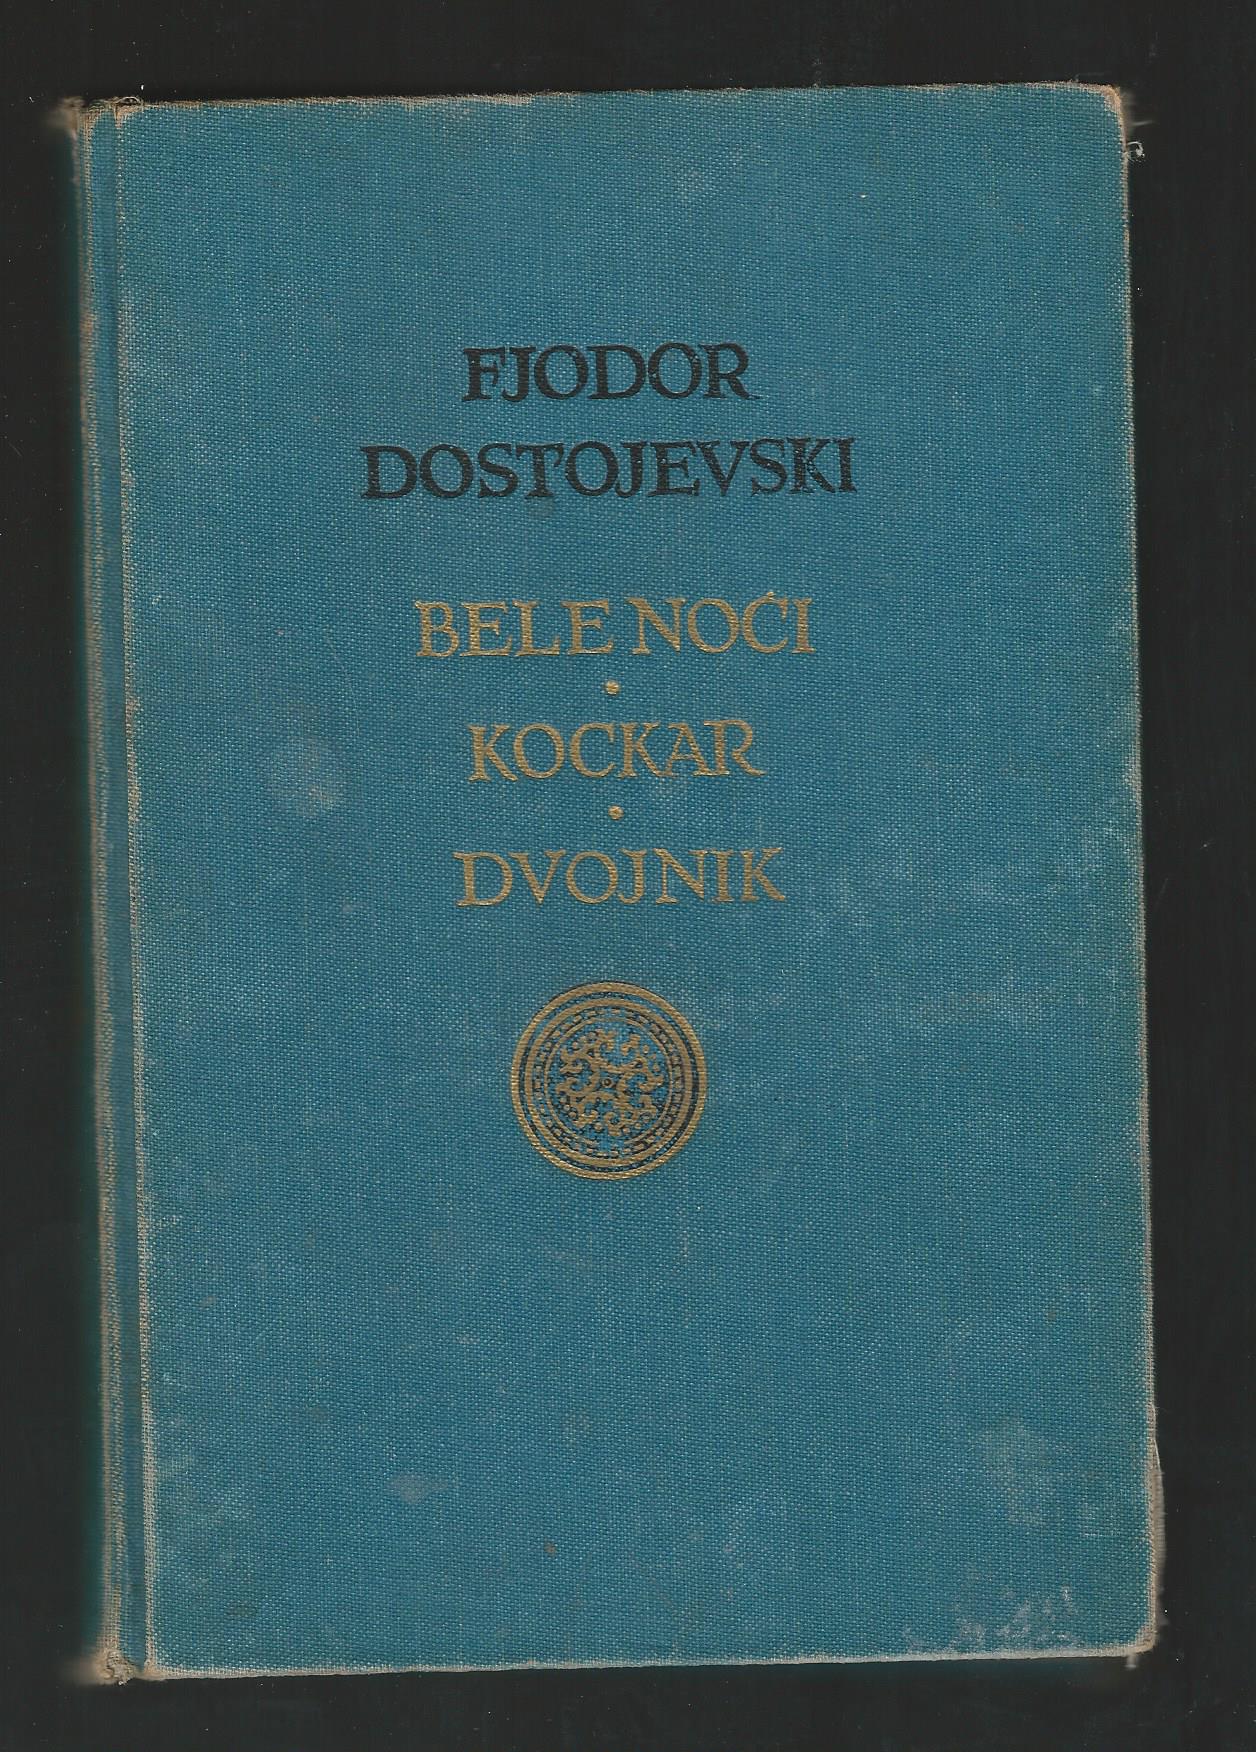 FJODOR
DOSTOJEVSKI
BELE NOĆI
•
KOCKAR
•
DVOJNIK